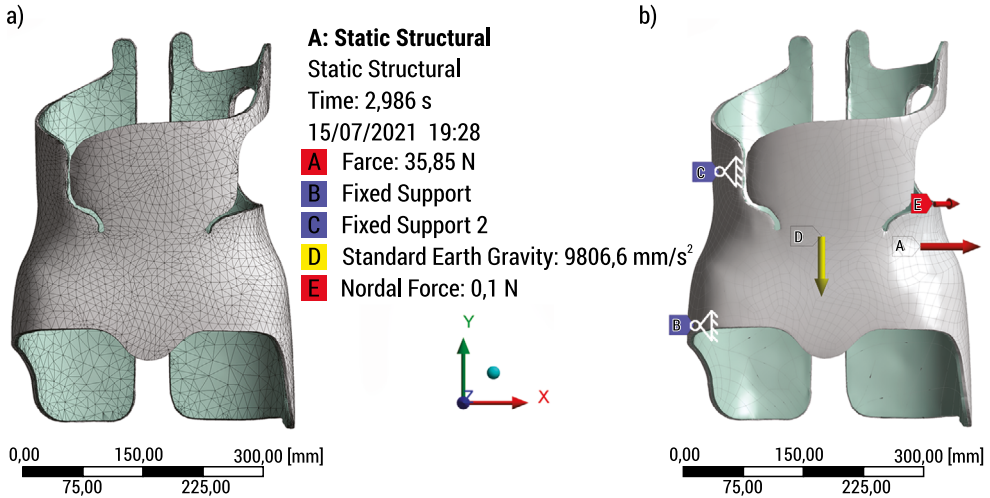 a)
A: Static Structural
Static Structural
Time: 2,986 s
15/07/2021 19:28
A Farce: 35,85 N
B Fixed Support
C Fixed Support 2
D Standard Earth Gravity: 9806,6 mm/s²
E Nordal Force: 0,1 N
Y
Z
X
0,00 150,00 300,00 [mm]
75,00 225,00
b)
C
E
D
A
B
0,00 150,00 300,00 [mm]
75,00 225,00